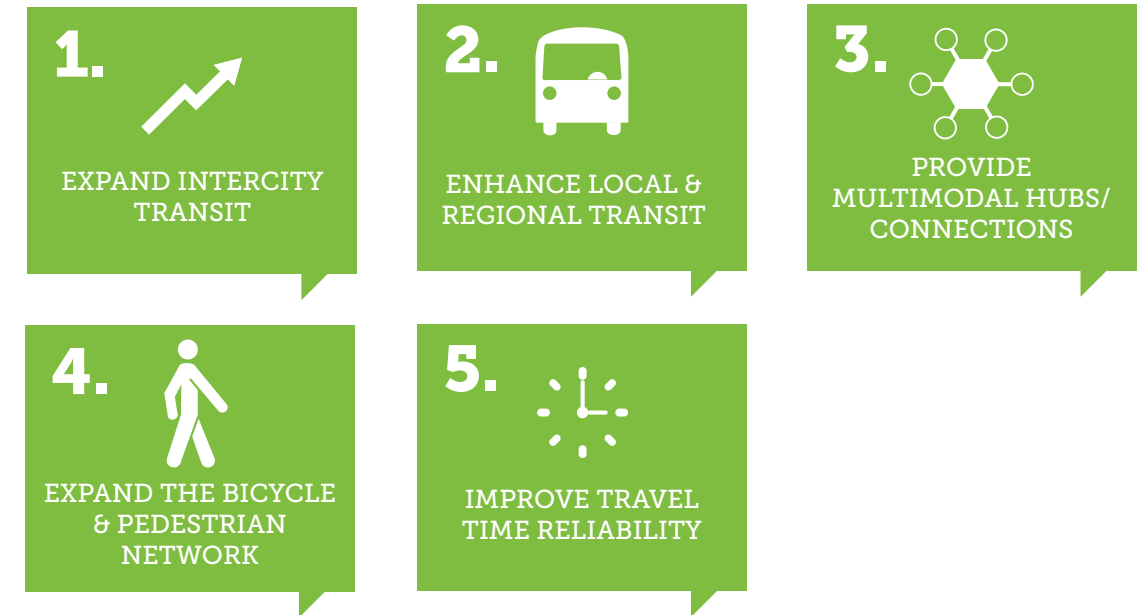 1.
EXPAND INTERCITY
TRANSIT
2.
ENHANCE LOCAL &
REGIONAL TRANSIT
3.
PROVIDE
MULTIMODAL HUBS/
CONNECTIONS
4.
EXPAND THE BICYCLE
& PEDESTRIAN
NETWORK
5.
IMPROVE TRAVEL
TIME RELIABILITY